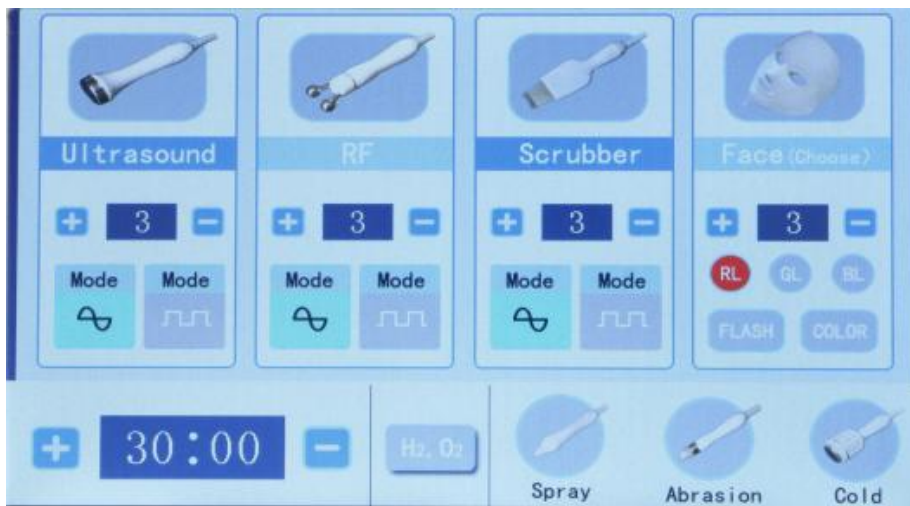 Ultrasound
RF
Scrubber
Face(Choose)
+ 3 −
+ 3 −
+ 3 −
+ 3 −
Mode Mode
Mode Mode
Mode Mode
RL GL BL
FLASH COLOR
+ 30:00 −
H2.O2
Spray
Abrasion
Cold